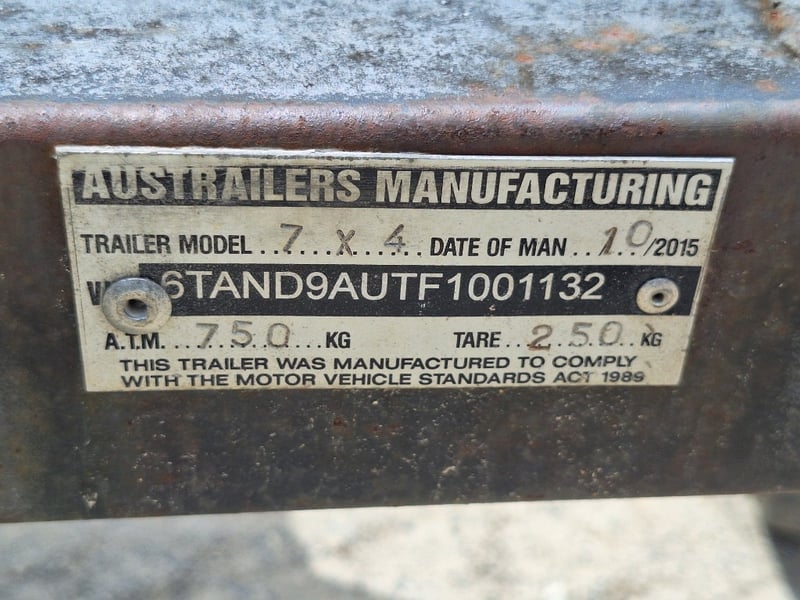 AUSTRAILERS MANUFACTURING
TRAILER MODEL ..7..X..4.. DATE OF MAN ..10/2015
6TAND9AUTF1001132
A.T.M. ..750... KG TARE ..250.. KG
THIS TRAILER WAS MANUFACTURED TO COMPLY
WITH THE MOTOR VEHICLE STANDARDS ACT 1989